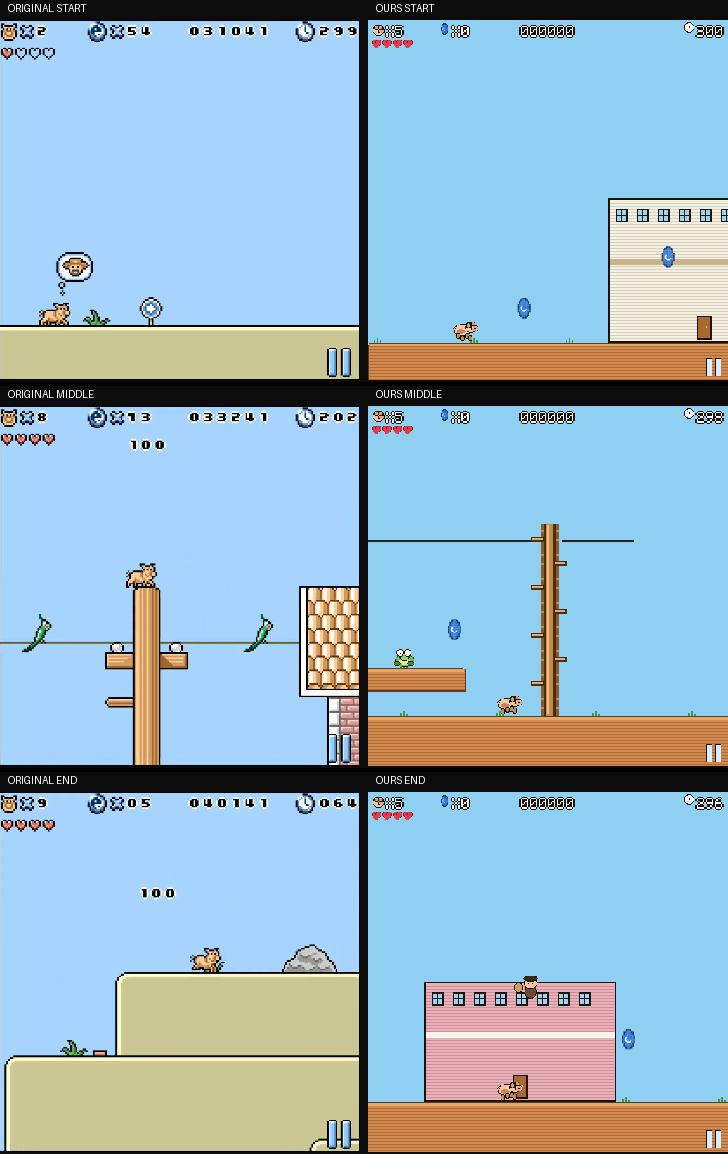 ORIGINAL START
OURS START
×2 ×54 031041 299
×5 ×0 000000 300
ORIGINAL MIDDLE
OURS MIDDLE
×8 ×13 033241 202
100
×5 ×0 000000 298
ORIGINAL END
OURS END
×9 ×05 040141 064
100
×5 ×0 000000 296